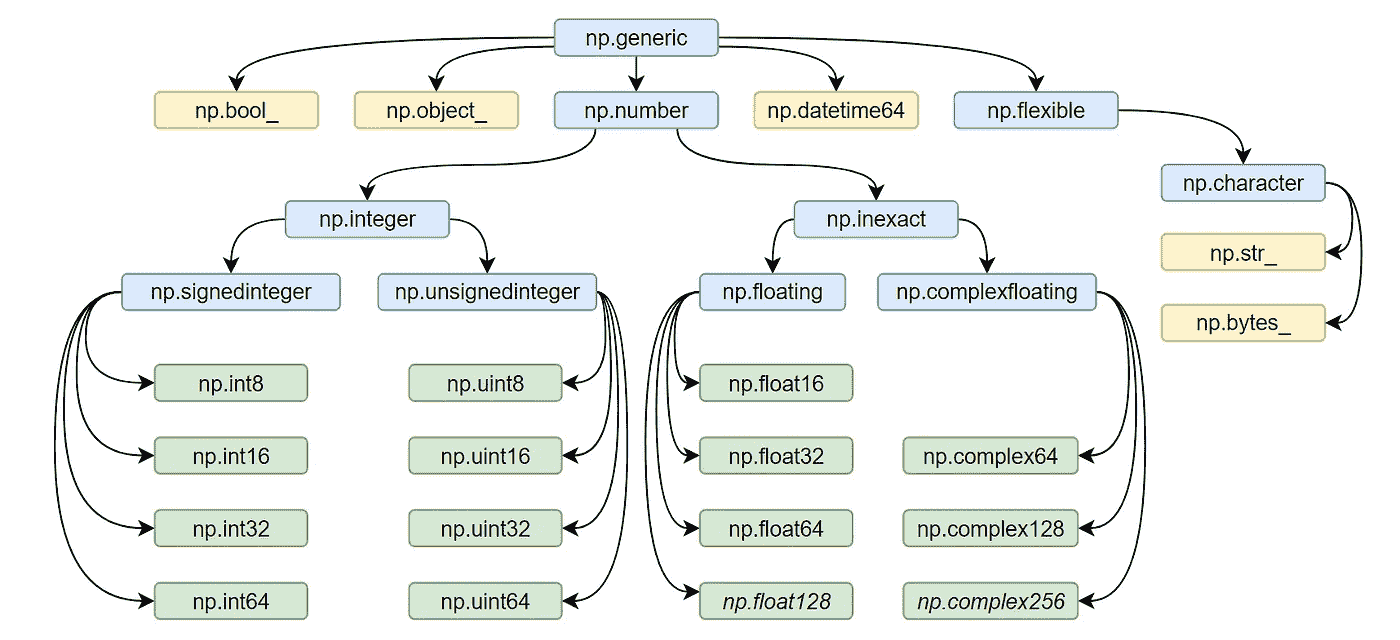 np.generic
np.bool_
np.object_
np.number
np.datetime64
np.flexible
np.character
np.integer
np.inexact
np.str_
np.signedinteger
np.unsignedinteger
np.floating
np.complexfloating
np.bytes_
np.int8
np.uint8
np.float16
np.int16
np.uint16
np.float32
np.complex64
np.int32
np.uint32
np.float64
np.complex128
np.int64
np.uint64
np.float128
np.complex256